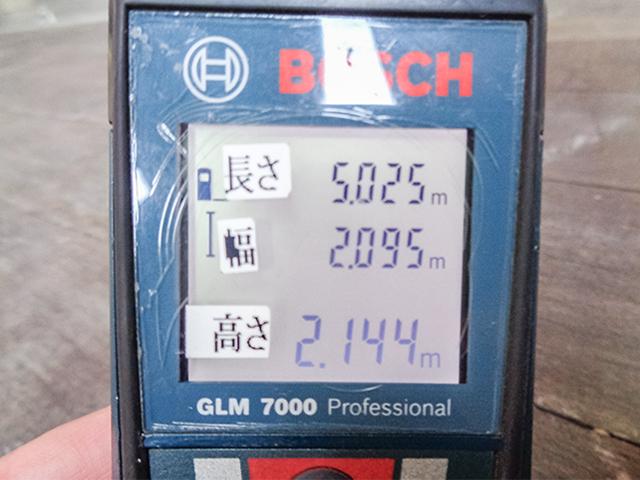 BOSCH
長さ 5.025m
幅 2.095m
高さ 2.144m
GLM 7000 Professional